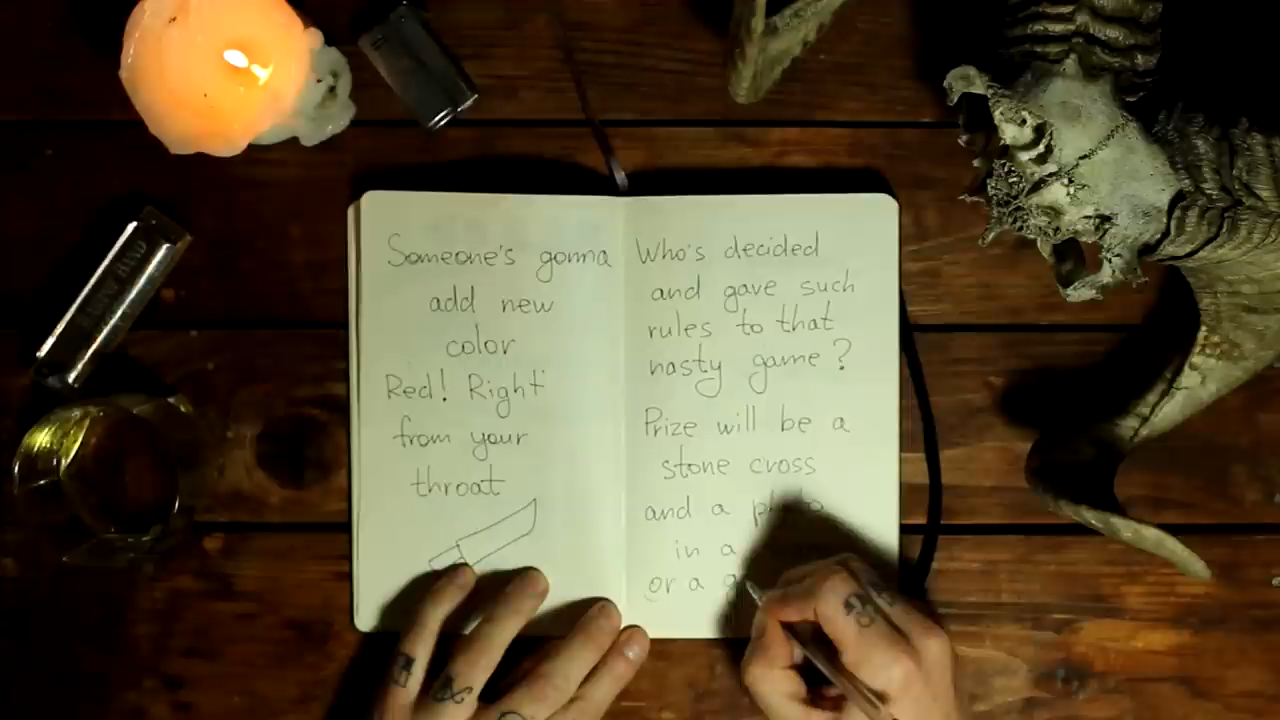 Someone's gonna
add new
color
Red! Right
from your
throat
Who's decided
and gave such
rules to that
nasty game?
Prize will be a
stone cross
and a photo
in a
or a